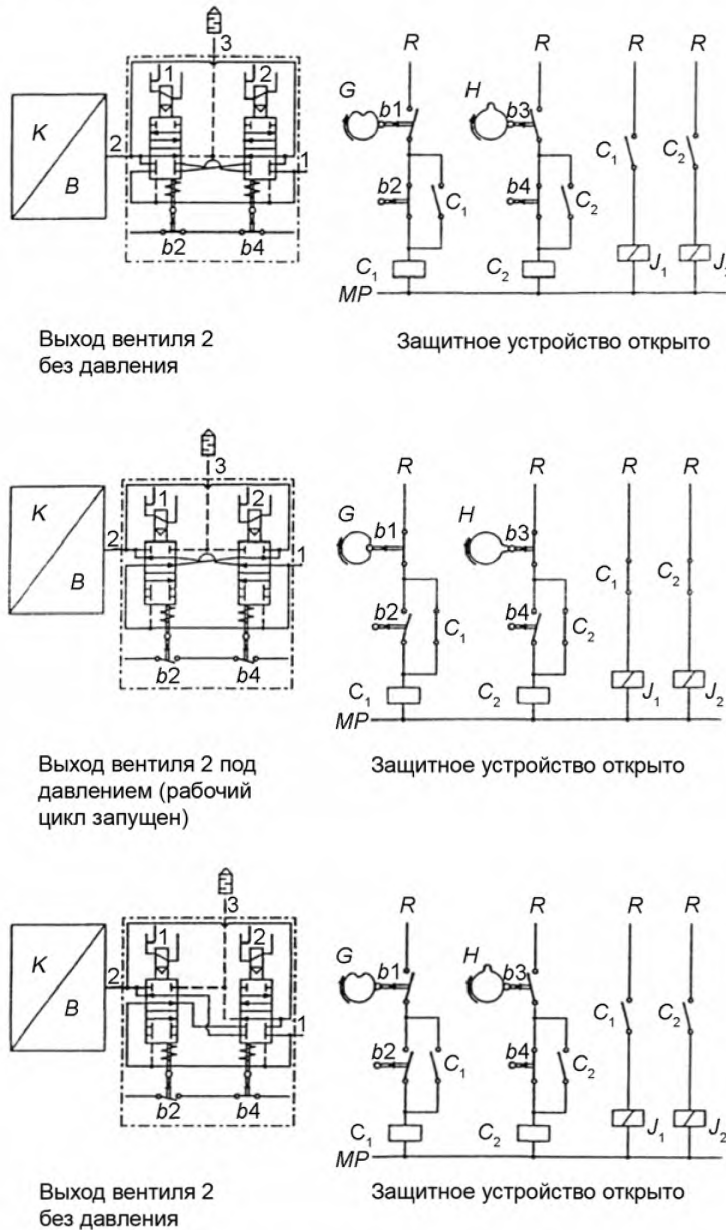 3
1 2
K
B
2
1
b2 b4
R R R R
G b1 H b3
b2 C1 b4 C2 C1 C2
C1 C2 J1
MP
Выход вентиля 2
без давления
Защитное устройство открыто
3
1 2
K
B
2
1
b2 b4
R R R R
G b1 H b3
b2 C1 b4 C2 C1 C2
C1 C2 J1 J2
MP
Выход вентиля 2 под
давлением (рабочий
цикл запущен)
Защитное устройство открыто
3
1 2
K
B
2
1
b2 b4
R R R R
G b1 H b3
b2 C1 b4 C2 C1 C2
C1 C2 J1 J2
MP
Выход вентиля 2
без давления
Защитное устройство открыто